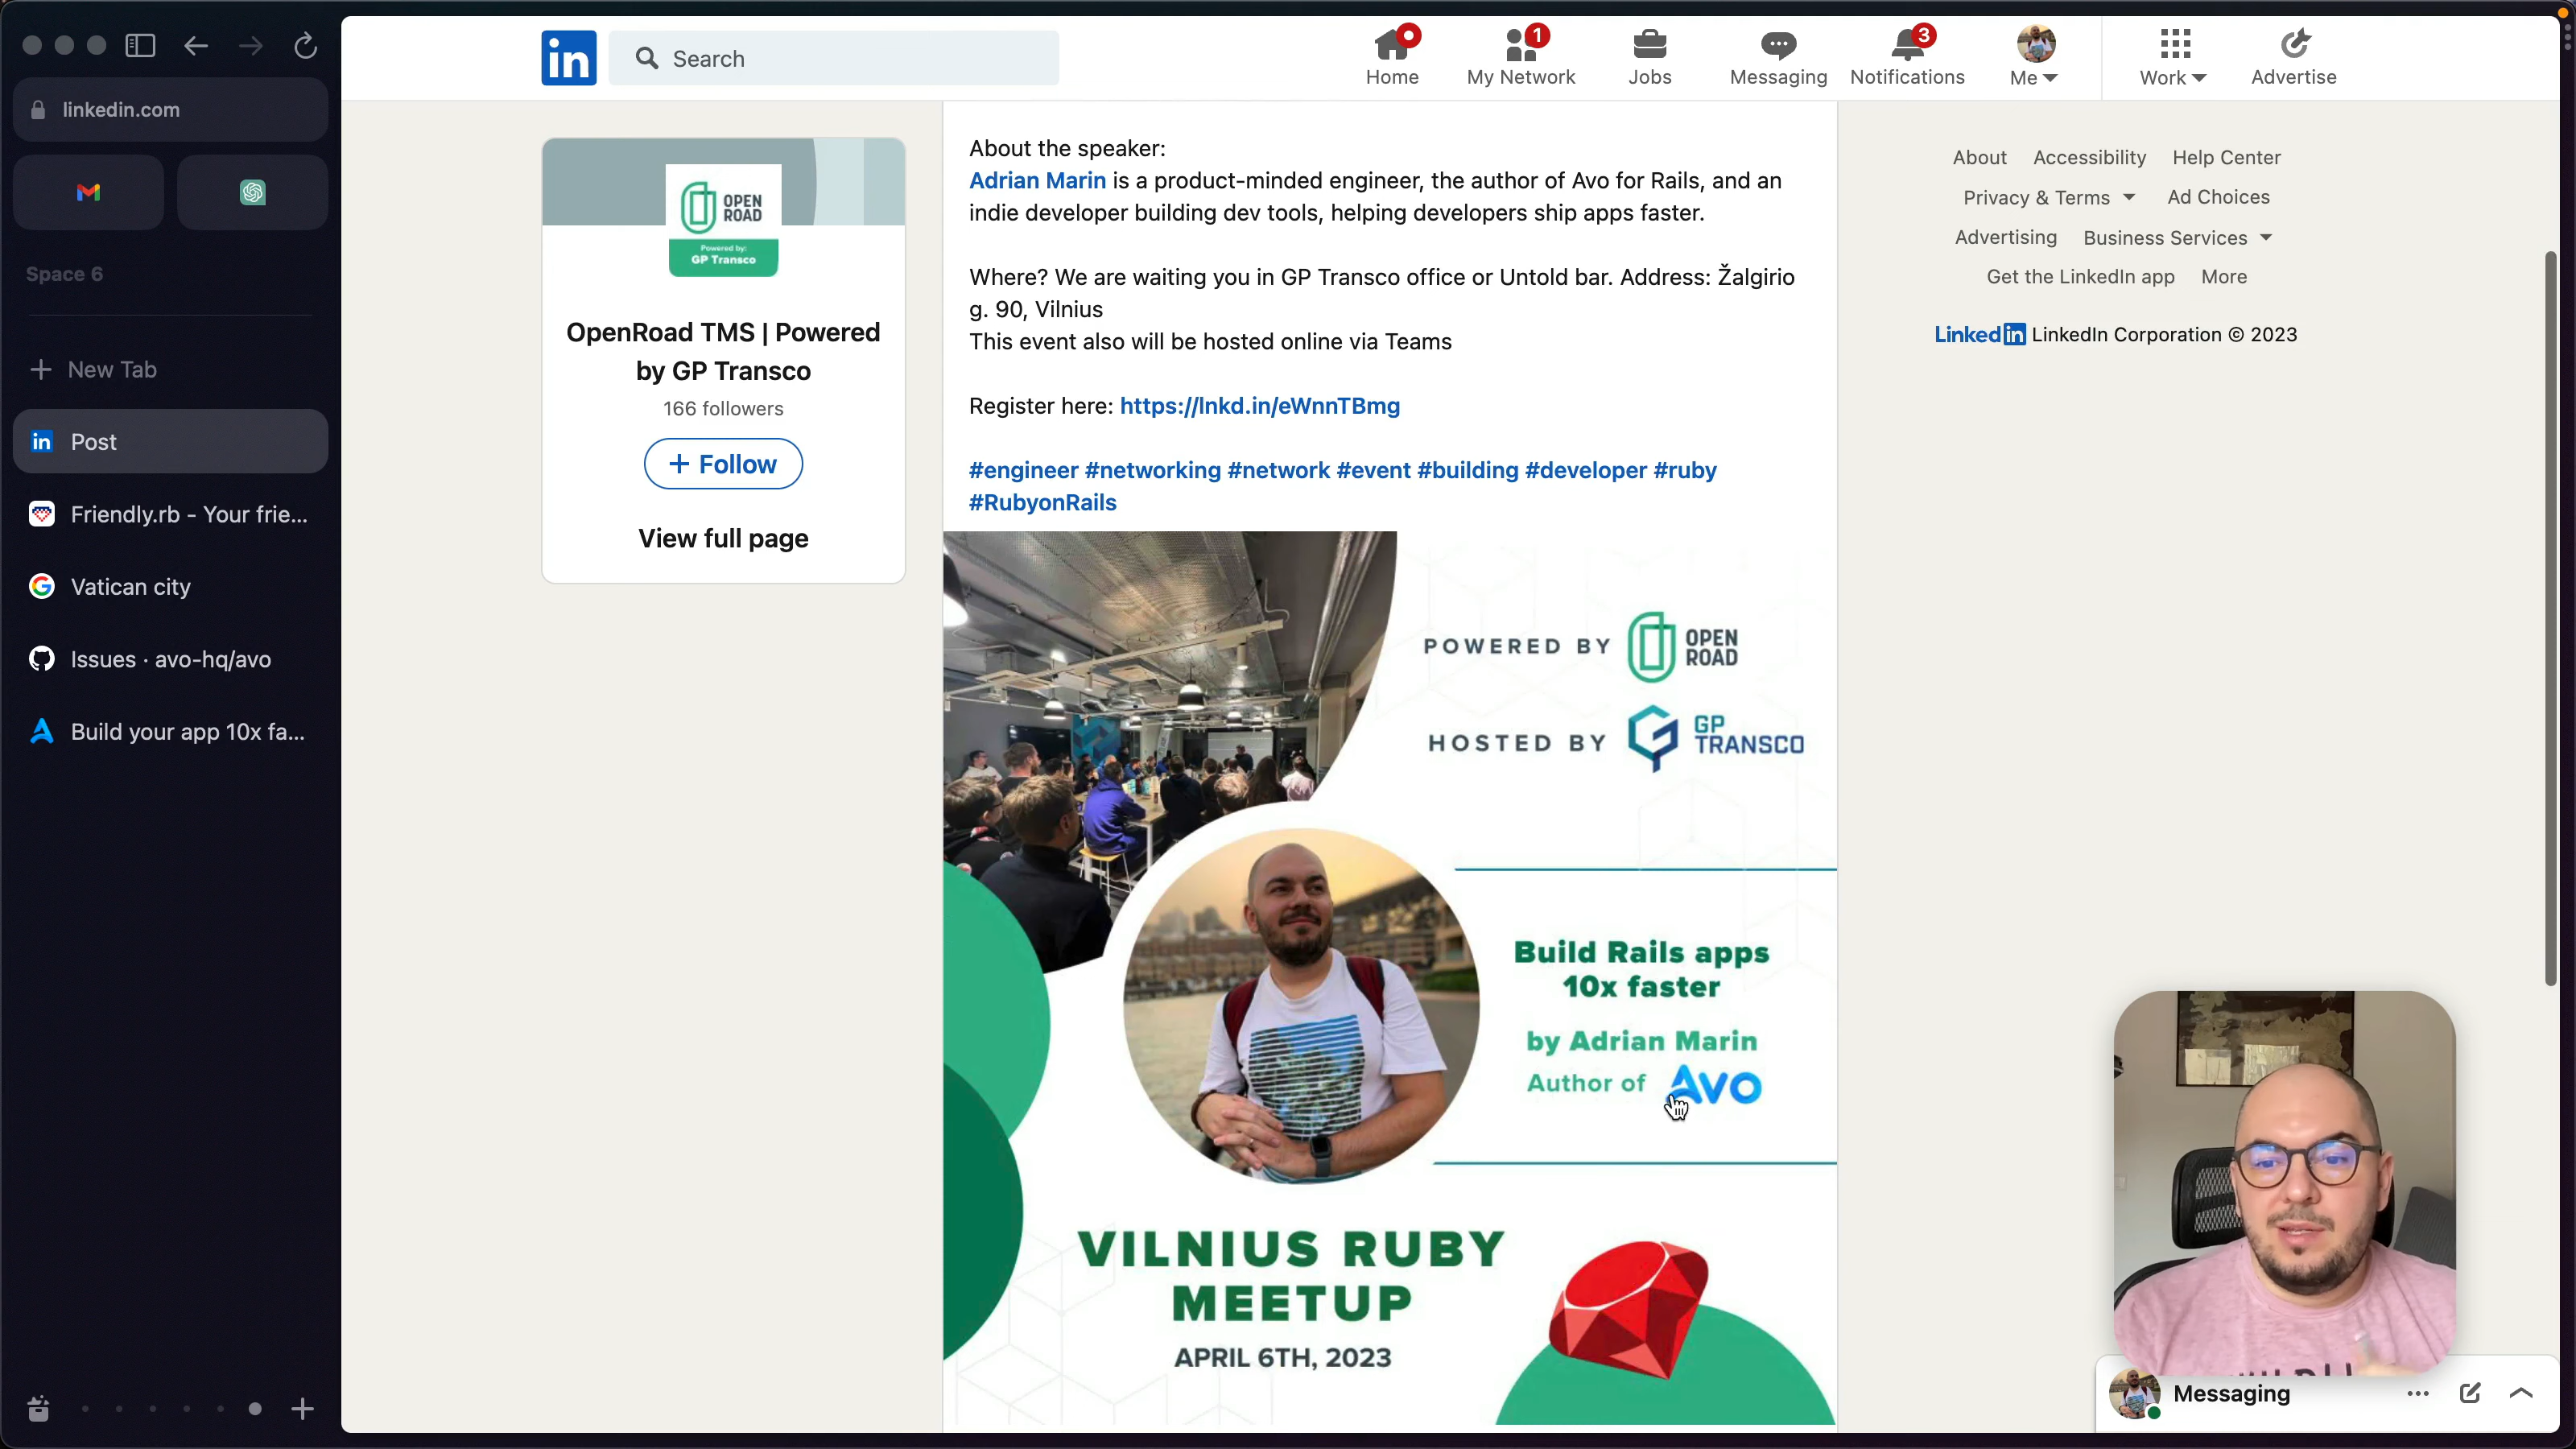 linkedin.com
Space 6
New Tab
Post
Friendly.rb - Your frie...
Vatican city
Issues · avo-hq/avo
Build your app 10x fa...
in
Search
Home
1
My Network
Jobs
Messaging
3
Notifications
Me
Work
Advertise
OPEN
ROAD
Powered by:
GP Transco
OpenRoad TMS | Powered
by GP Transco
166 followers
+ Follow
View full page
About the speaker:
Adrian Marin is a product-minded engineer, the author of Avo for Rails, and an
indie developer building dev tools, helping developers ship apps faster.
Where? We are waiting you in GP Transco office or Untold bar. Address: Žalgirio
g. 90, Vilnius
This event also will be hosted online via Teams
Register here: https://lnkd.in/eWnnTBmg
#engineer #networking #network #event #building #developer #ruby
#RubyonRails
POWERED BY OPEN
ROAD
HOSTED BY GP
TRANSCO
Build Rails apps
10x faster
by Adrian Marin
Author of AVO
VILNIUS RUBY
MEETUP
APRIL 6TH, 2023
About Accessibility Help Center
Privacy & Terms Ad Choices
Advertising Business Services
Get the LinkedIn app More
LinkedIn LinkedIn Corporation © 2023
Messaging